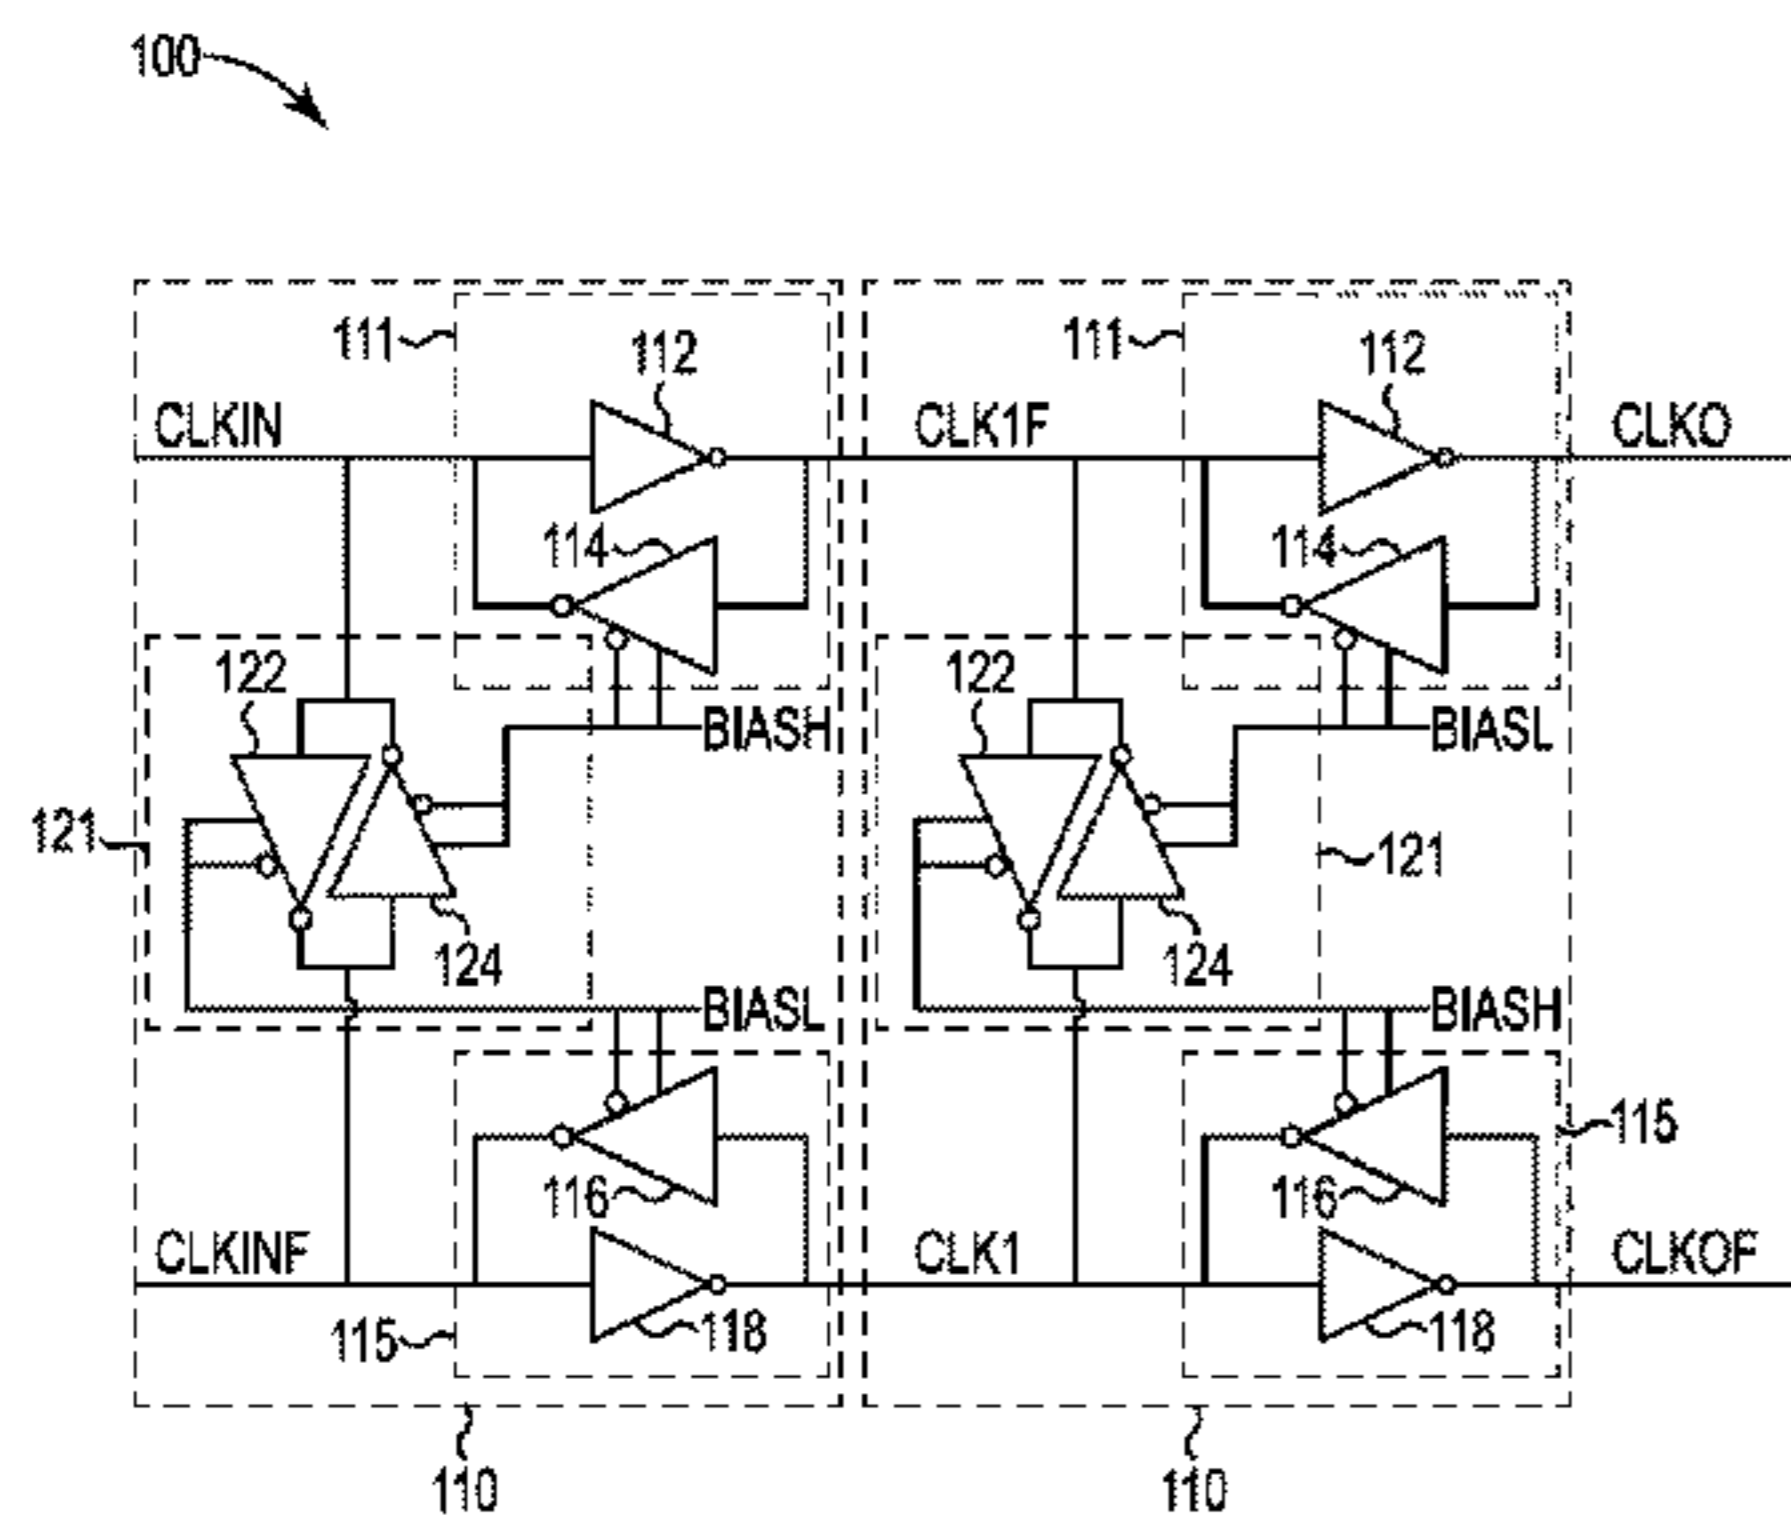 100
111 112 111 112
CLKIN CLK1F CLKO
114 114
122 122
BIASH BIASL
121 121
124 124
BIASL BIASH
115
116 116
CLKINF CLK1 CLKOF
115 118 118
110 110